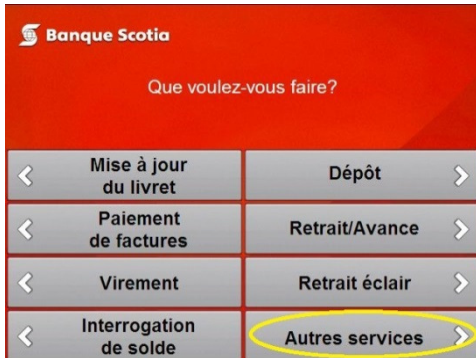 Banque Scotia
Que voulez-vous faire?
Mise à jour
du livret
Dépôt
Paiement
de factures
Retrait/Avance
Virement
Retrait éclair
Interrogation
de solde
Autres services